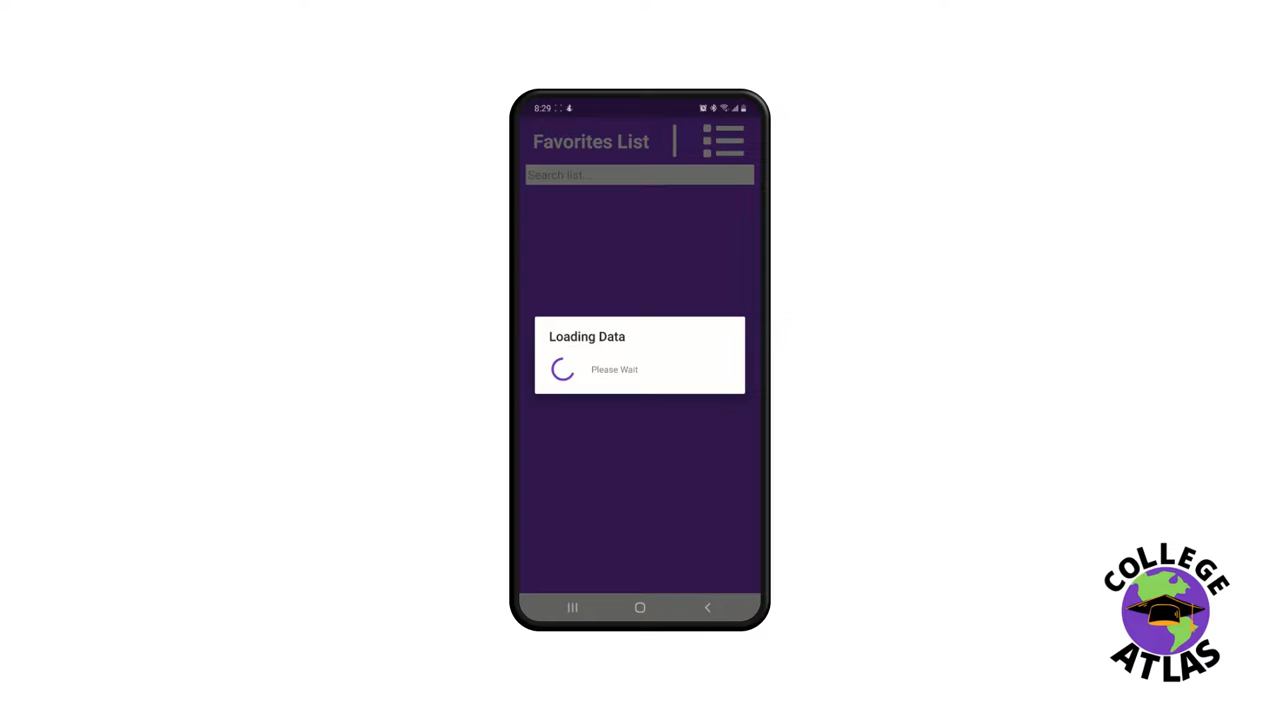 8:29
Favorites List
Search list...
Loading Data
Please Wait
COLLEGE
ATLAS